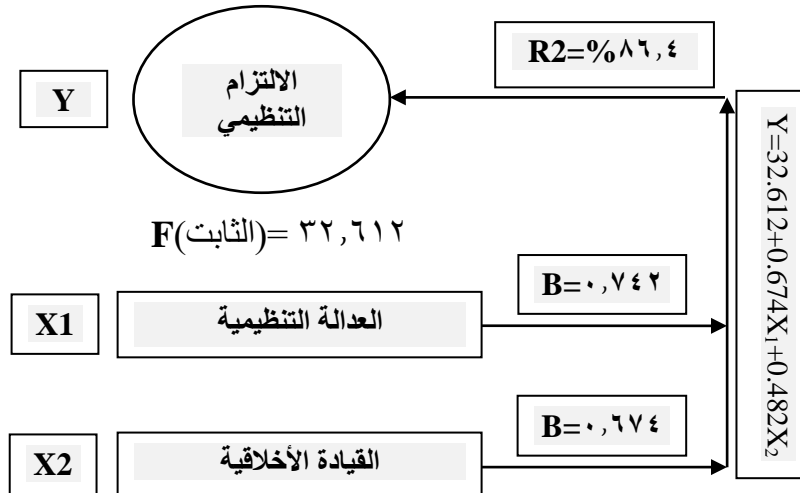 R2=%٨٦,٤
Y
الالتزام
التنظيمي
Y=32.612+0.674X₁+0.482X₂
F(الثابت)= ٣٢,٦١٢
B=٠,٧٤٢
X1
العدالة التنظيمية
B=٠,٦٧٤
X2
القيادة الأخلاقية